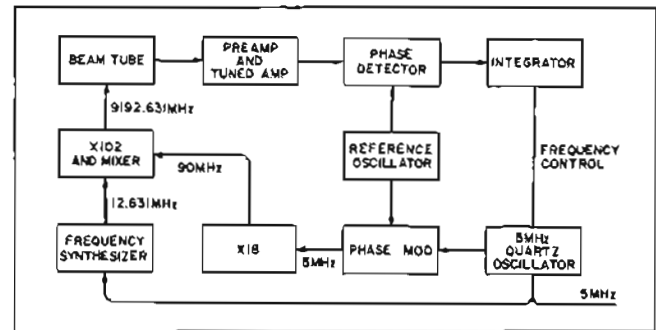 BEAM TUBE
PREAMP
AND
TUNED AMP
PHASE
DETECTOR
INTEGRATOR
9192.631MHz
X102
AND MIXER
90MHz
REFERENCE
OSCILLATOR
FREQUENCY
CONTROL
12.631MHz
FREQUENCY
SYNTHESIZER
X18
5MHz
PHASE MOD
5MHz
QUARTZ
OSCILLATOR
5MHz